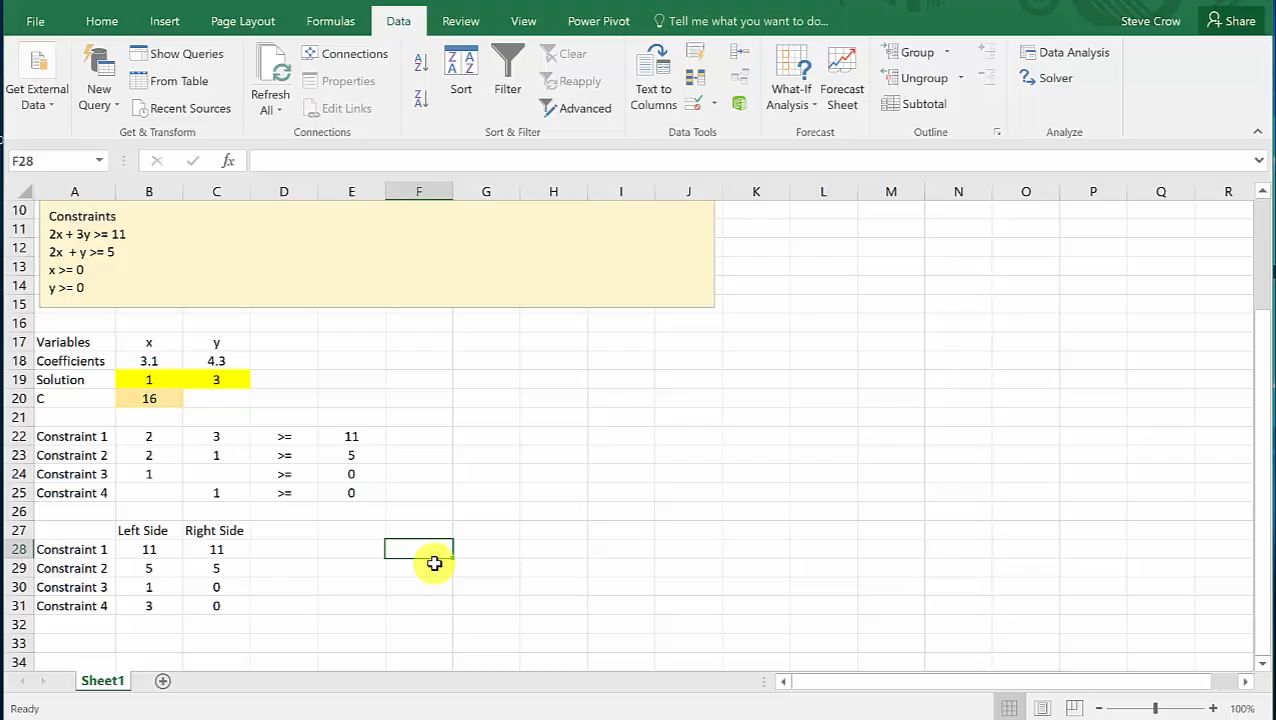 File Home Insert Page Layout Formulas Data Review View Power Pivot Tell me what you want to do... Steve Crow Share
Get External Data
New Query
Show Queries
From Table
Recent Sources
Get & Transform
Refresh All
Connections
Properties
Edit Links
Connections
Sort
Filter
Clear
Reapply
Advanced
Sort & Filter
Text to Columns
Data Tools
What-If Analysis
Forecast Sheet
Forecast
Group
Ungroup
Subtotal
Outline
Data Analysis
Solver
Analyze
F28 fx
A B C D E F G H I J K L M N O P Q R
10 Constraints
11 2x + 3y >= 11
12 2x + y >= 5
13 x >= 0
14 y >= 0
15
16
17 Variables x y
18 Coefficients 3.1 4.3
19 Solution 1 3
20 C 16
21
22 Constraint 1 2 3 >= 11
23 Constraint 2 2 1 >= 5
24 Constraint 3 1 >= 0
25 Constraint 4 1 >= 0
26
27 Left Side Right Side
28 Constraint 1 11 11
29 Constraint 2 5 5
30 Constraint 3 1 0
31 Constraint 4 3 0
32
33
34
Sheet1
Ready 100%